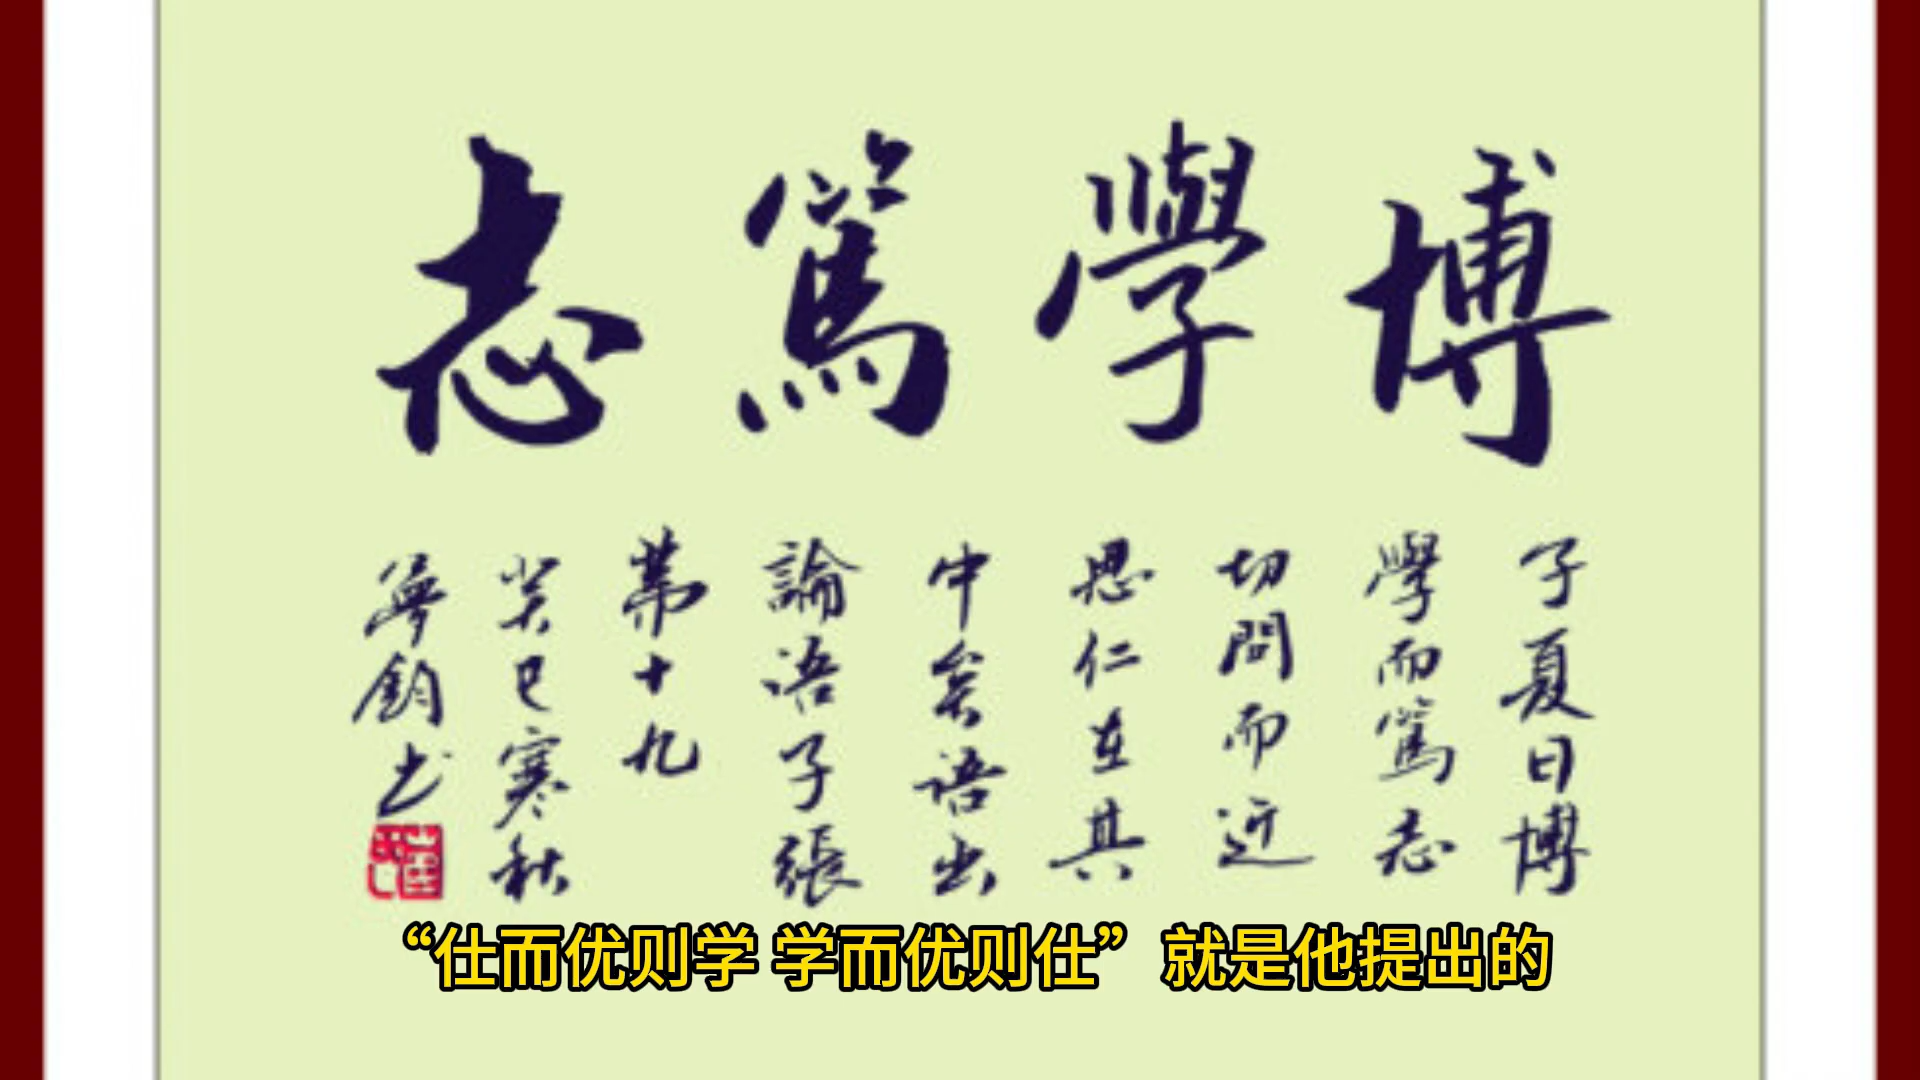 博學篤志
子夏曰博
學而篤志
切問而近
思仁在其
中矣語出
論語子張
第十九
癸巳寒秋
鈞书
“仕而优则学 学而优则仕”就是他提出的